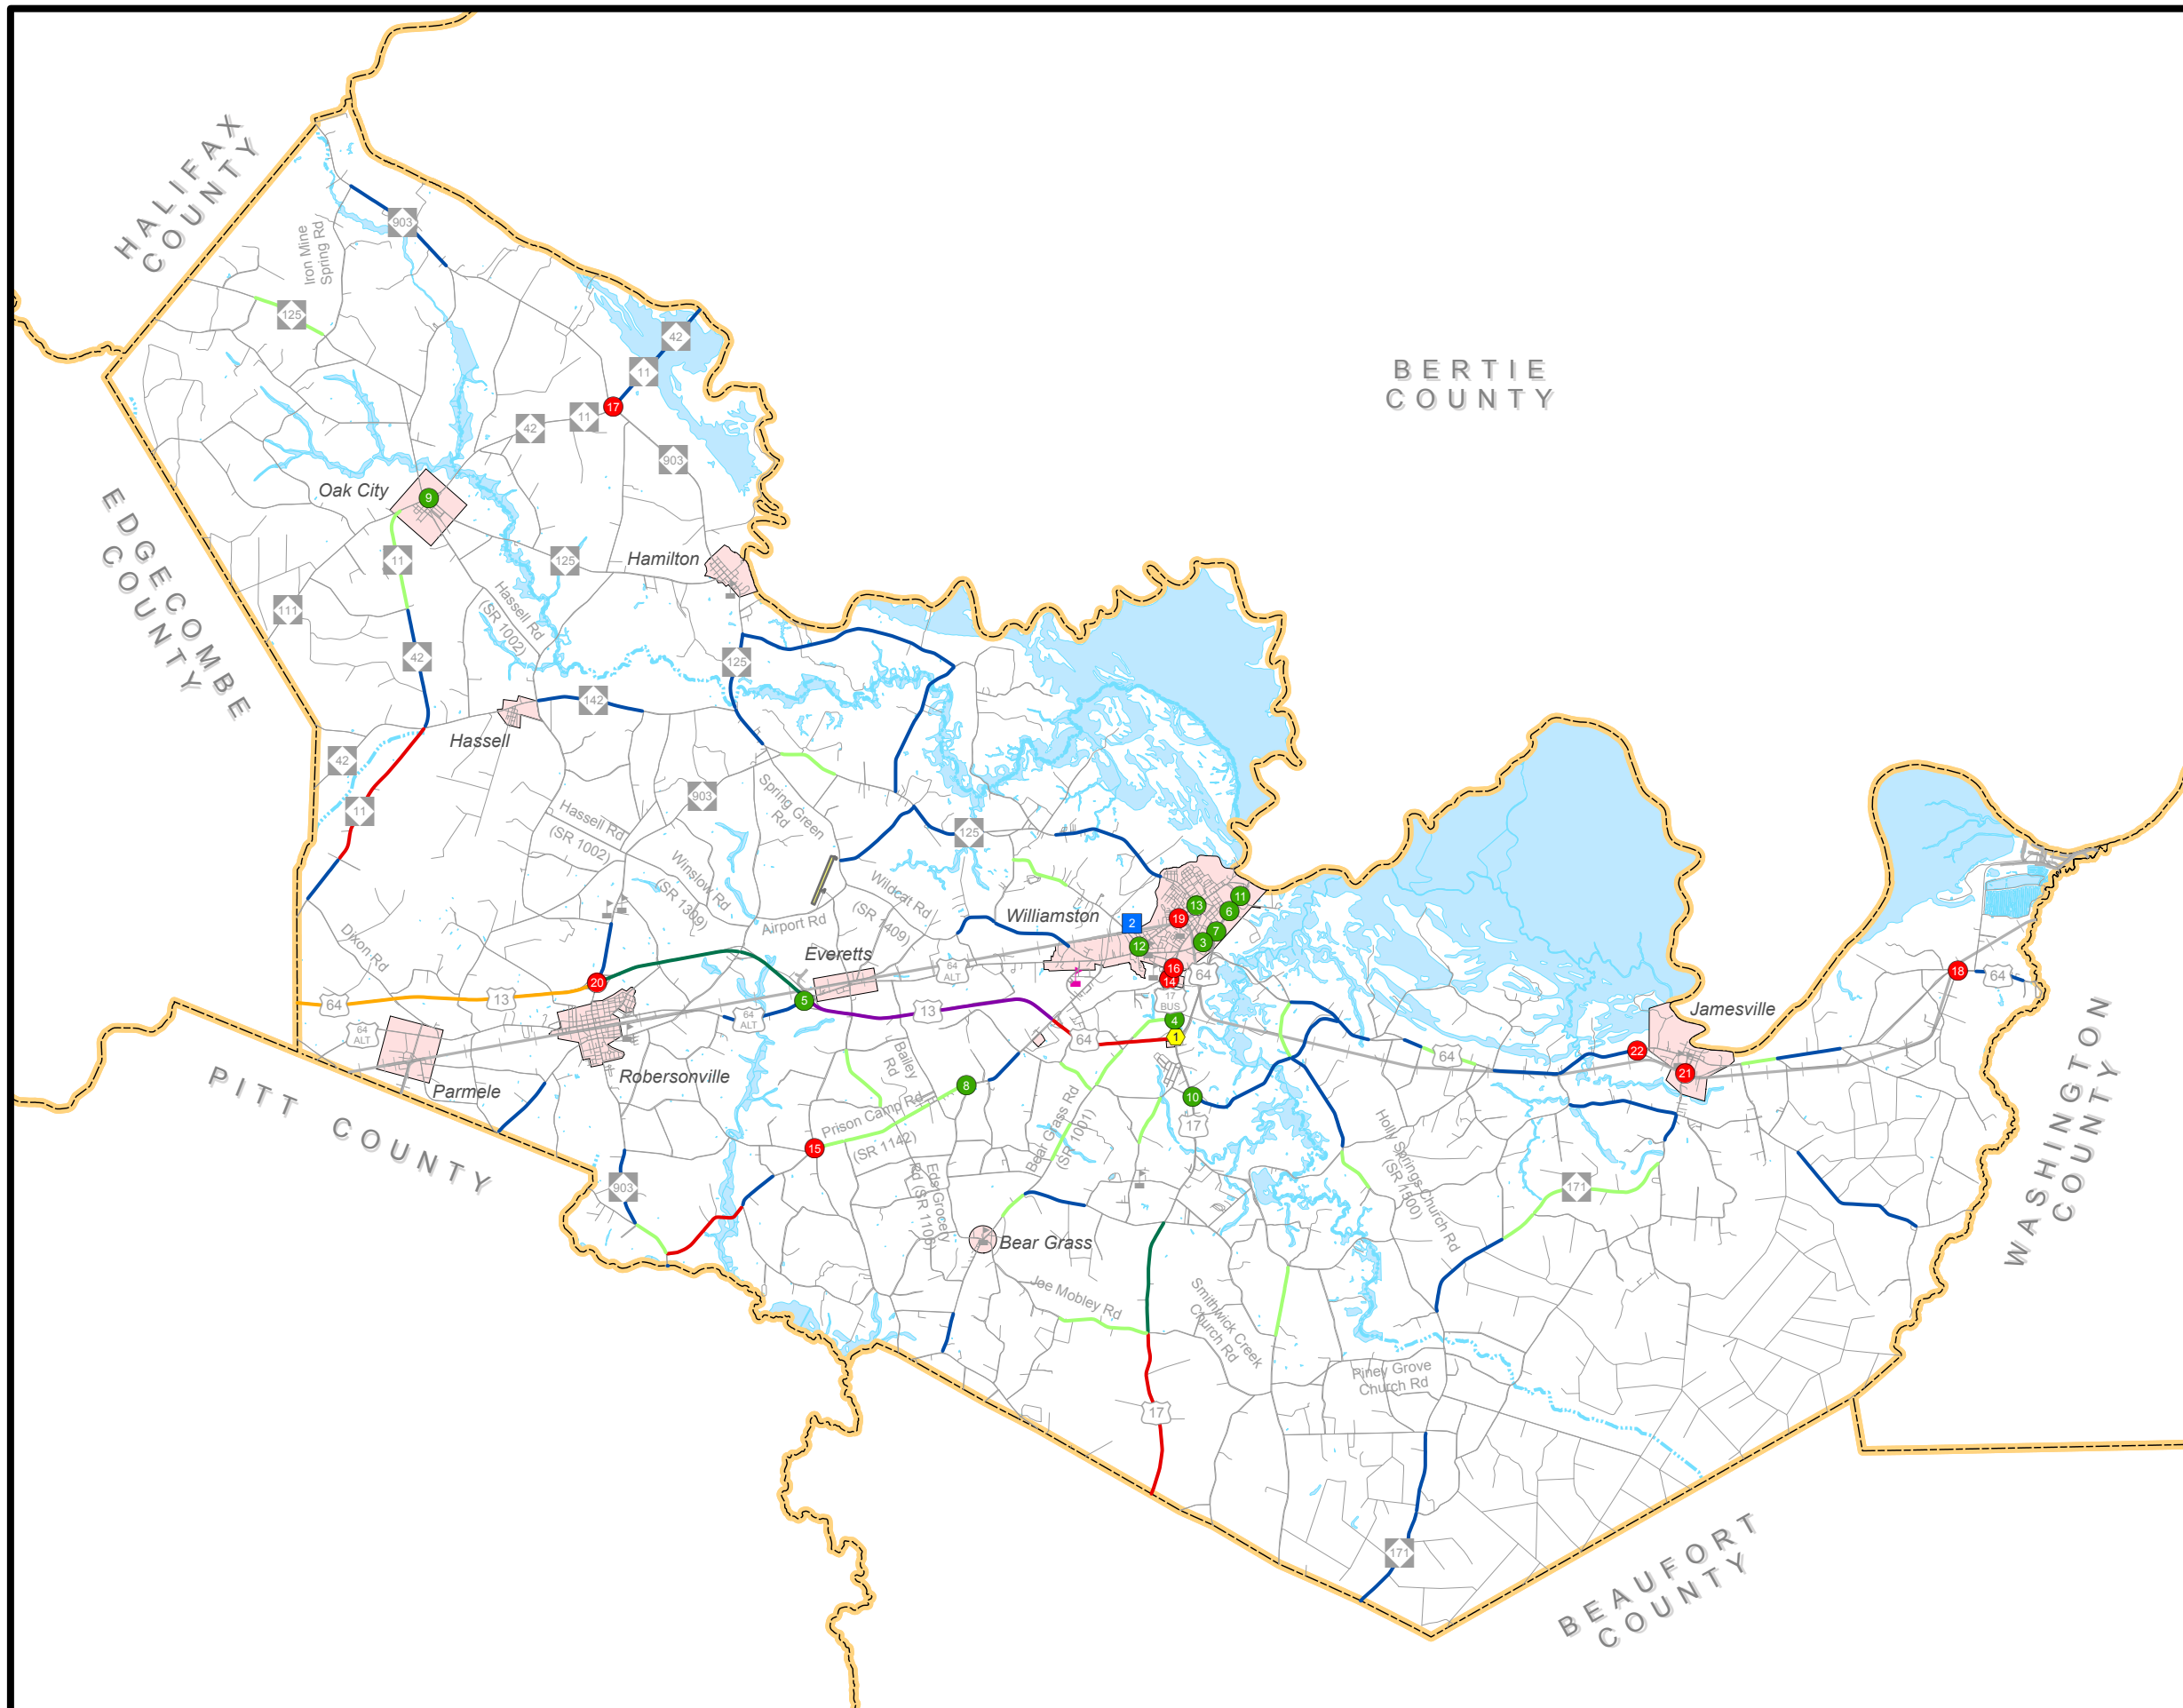 HALIFAX
COUNTY
903
Iron Mine
Spring Rd
125
42
11
BERTIE
COUNTY
17
11
42
903
Oak City
9
EDGECOMBE
COUNTY
11
125
Hamilton
111
Hassell Rd
(SR 1002)
42
125
142
Hassell
42
903
11
Spring Green
Rd
Hassell Rd
(SR 1002)
125
Winslow Rd
(SR 1309)
Wildcat Rd
(SR 1409)
Airport Rd
Williamston
2
19
13
11
6
7
3
12
Dixon Rd
Everetts
64
ALT
16
14
64
20
64
13
5
13
17
BUS
18
64
Jamesville
64
ALT
64
ALT
4
1
64
64
22
21
Parmele
Robersonville
Bailey
Rd
8
10
17
PITT COUNTY
Prison Camp Rd
(SR 1142)
15
Bear Grass Rd
(SR 1001)
Holly Springs Church Rd
(SR 1500)
WASHINGTON
COUNTY
903
Eds Grocery
Rd (SR 1106)
171
Bear Grass
Joe Mobley Rd
Smithwick Creek
Church Rd
Piney Grove
Church Rd
17
171
BEAUFORT
COUNTY